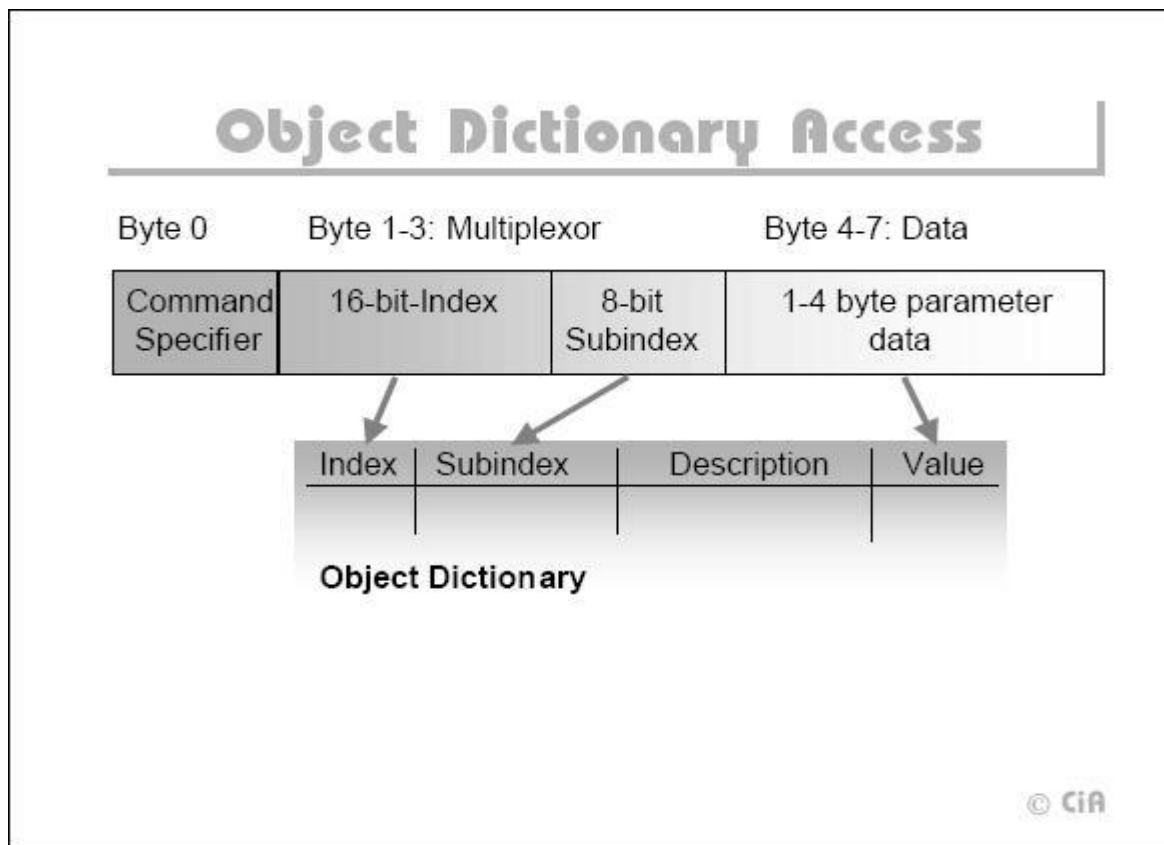 Object Dictionary Access
Byte 0 Byte 1-3: Multiplexor Byte 4-7: Data
Command Specifier 16-bit-Index 8-bit Subindex 1-4 byte parameter data
Index Subindex Description Value
Object Dictionary
© CiA